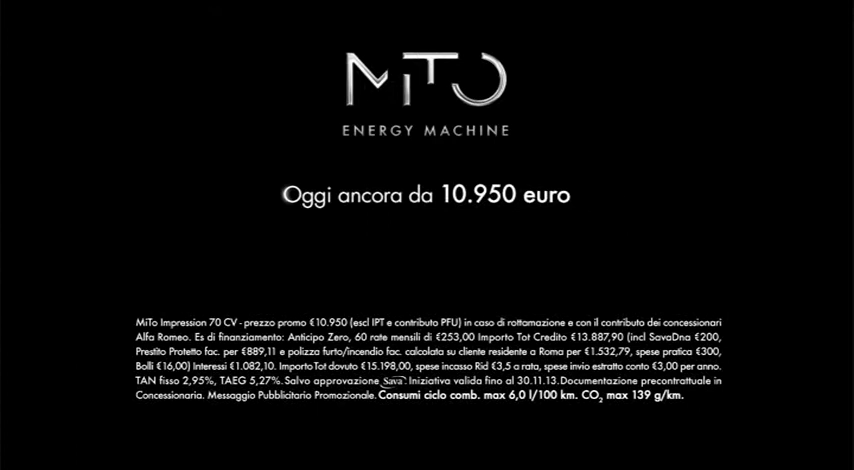 MiTO
ENERGY MACHINE
Oggi ancora da 10.950 euro
MiTo Impression 70 CV - prezzo promo €10.950 (escl IPT e contributo PFU) in caso di rottamazione e con il contributo dei concessionari
Alfa Romeo. Es di finanziamento: Anticipo Zero, 60 rate mensili di €253,00 Importo Tot Credito €13.887,90 (incl SavaDna €200,
Prestito Protetto fac. per €889,11 e polizza furto/incendio fac. calcolata su cliente residente a Roma per €1.532,79, spese pratica €300,
Bolli €16,00) Interessi €1.082,10. ImportoTot dovuto €15.198,00, spese incasso Rid €3,5 a rata, spese invio estratto conto €3,00 per anno.
TAN fisso 2,95%, TAEG 5,27%.Salvo approvazione Sava. Iniziativa valida fino al 30.11.13.Documentazione precontrattuale in
Concessionaria. Messaggio Pubblicitario Promozionale. Consumi ciclo comb. max 6,0 l/100 km. CO₂ max 139 g/km.